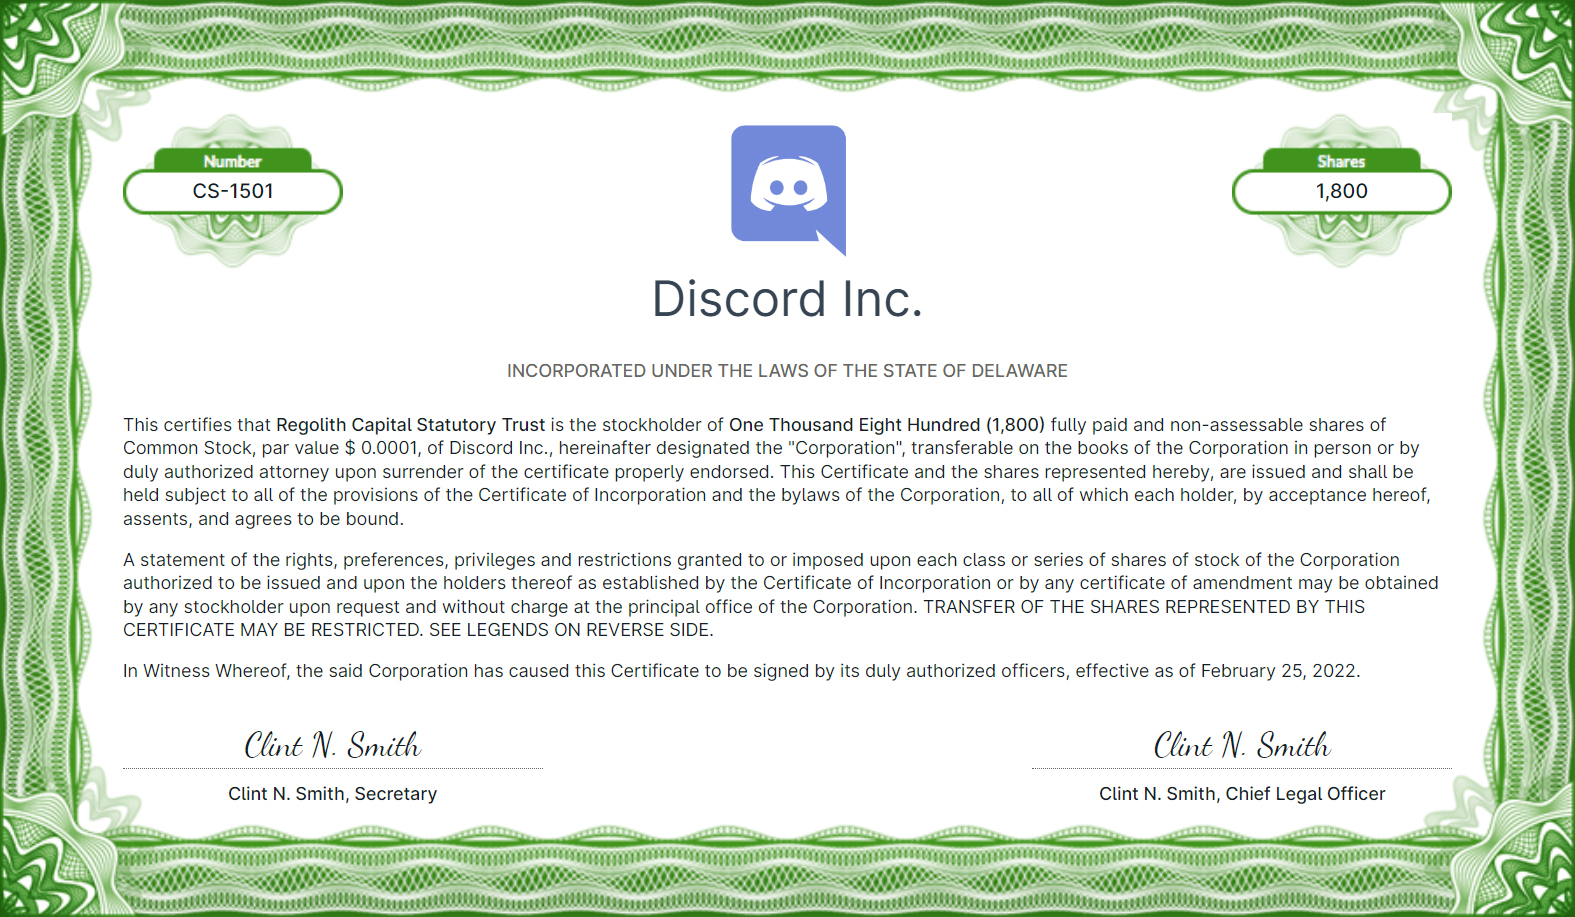 Number
CS-1501
Shares
1,800
Discord Inc.
INCORPORATED UNDER THE LAWS OF THE STATE OF DELAWARE
This certifies that Regolith Capital Statutory Trust is the stockholder of One Thousand Eight Hundred (1,800) fully paid and non-assessable shares of
Common Stock, par value $ 0.0001, of Discord Inc., hereinafter designated the "Corporation", transferable on the books of the Corporation in person or by
duly authorized attorney upon surrender of the certificate properly endorsed. This Certificate and the shares represented hereby, are issued and shall be
held subject to all of the provisions of the Certificate of Incorporation and the bylaws of the Corporation, to all of which each holder, by acceptance hereof,
assents, and agrees to be bound.
A statement of the rights, preferences, privileges and restrictions granted to or imposed upon each class or series of shares of stock of the Corporation
authorized to be issued and upon the holders thereof as established by the Certificate of Incorporation or by any certificate of amendment may be obtained
by any stockholder upon request and without charge at the principal office of the Corporation. TRANSFER OF THE SHARES REPRESENTED BY THIS
CERTIFICATE MAY BE RESTRICTED. SEE LEGENDS ON REVERSE SIDE.
In Witness Whereof, the said Corporation has caused this Certificate to be signed by its duly authorized officers, effective as of February 25, 2022.
Clint N. Smith
Clint N. Smith, Secretary
Clint N. Smith
Clint N. Smith, Chief Legal Officer